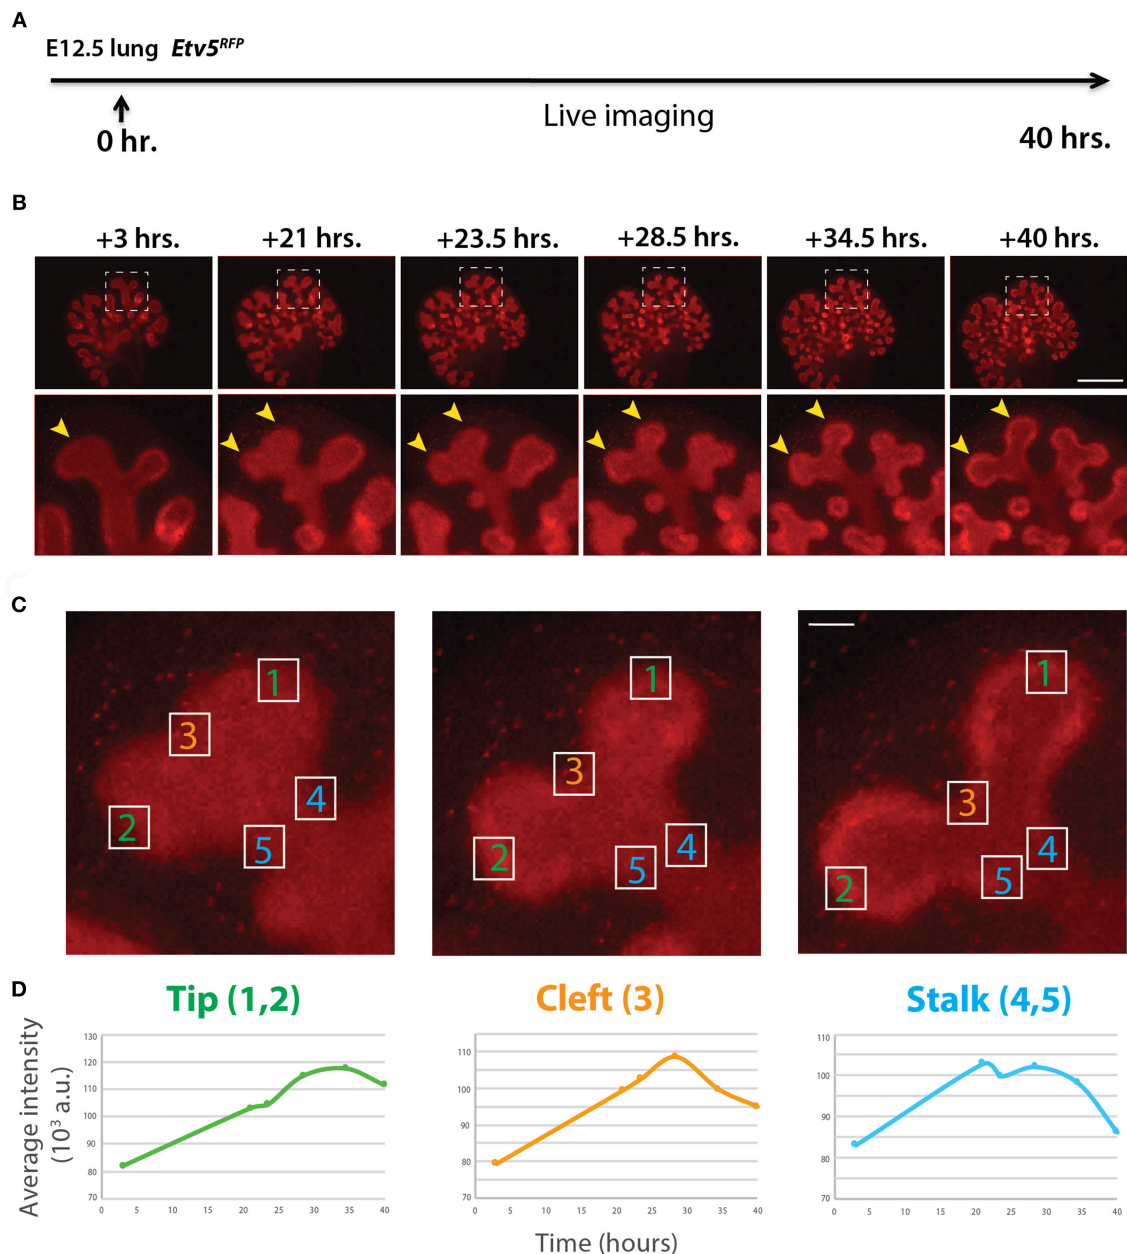 A
E12.5 lung Etv5RFP
0 hr.
Live imaging
40 hrs.
B
+3 hrs. +21 hrs. +23.5 hrs. +28.5 hrs. +34.5 hrs. +40 hrs.
C
1 3 2 4 5
1 3 2 4 5
1 3 2 4 5
D
Tip (1,2) Cleft (3) Stalk (4,5)
Average intensity
(10³ a.u.)
130
120
110
100
90
80
70
0 5 10 15 20 25 30 35 40
110
100
90
80
70
0 5 10 15 20 25 30 35 40
110
100
90
80
70
0 5 10 15 20 25 30 35 40
Time (hours)